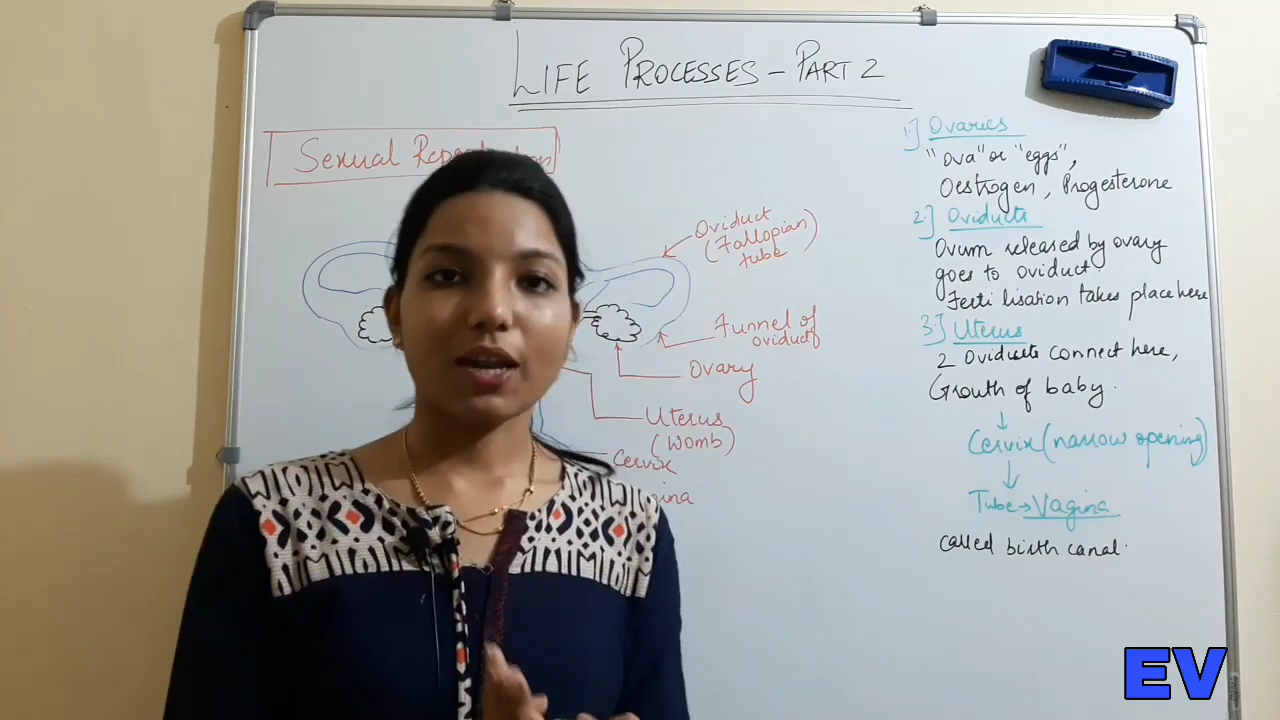 LIFE PROCESSES - PART 2
Sexual
Oviduct
(Fallopian
tube)
Funnel of
oviduct
Ovary
Uterus
(Womb)
Cervix
1.] Ovaries
"Ova" or "eggs",
Oestrogen, Progesterone
2.] Oviducts
Ovum released by ovary
goes to oviduct
Fertilisation takes place here
3.] Uterus
2 Oviducts connect here,
Growth of baby.
↓
Cervix (narrow opening)
↓
Tube → Vagina
called birth canal.
EV